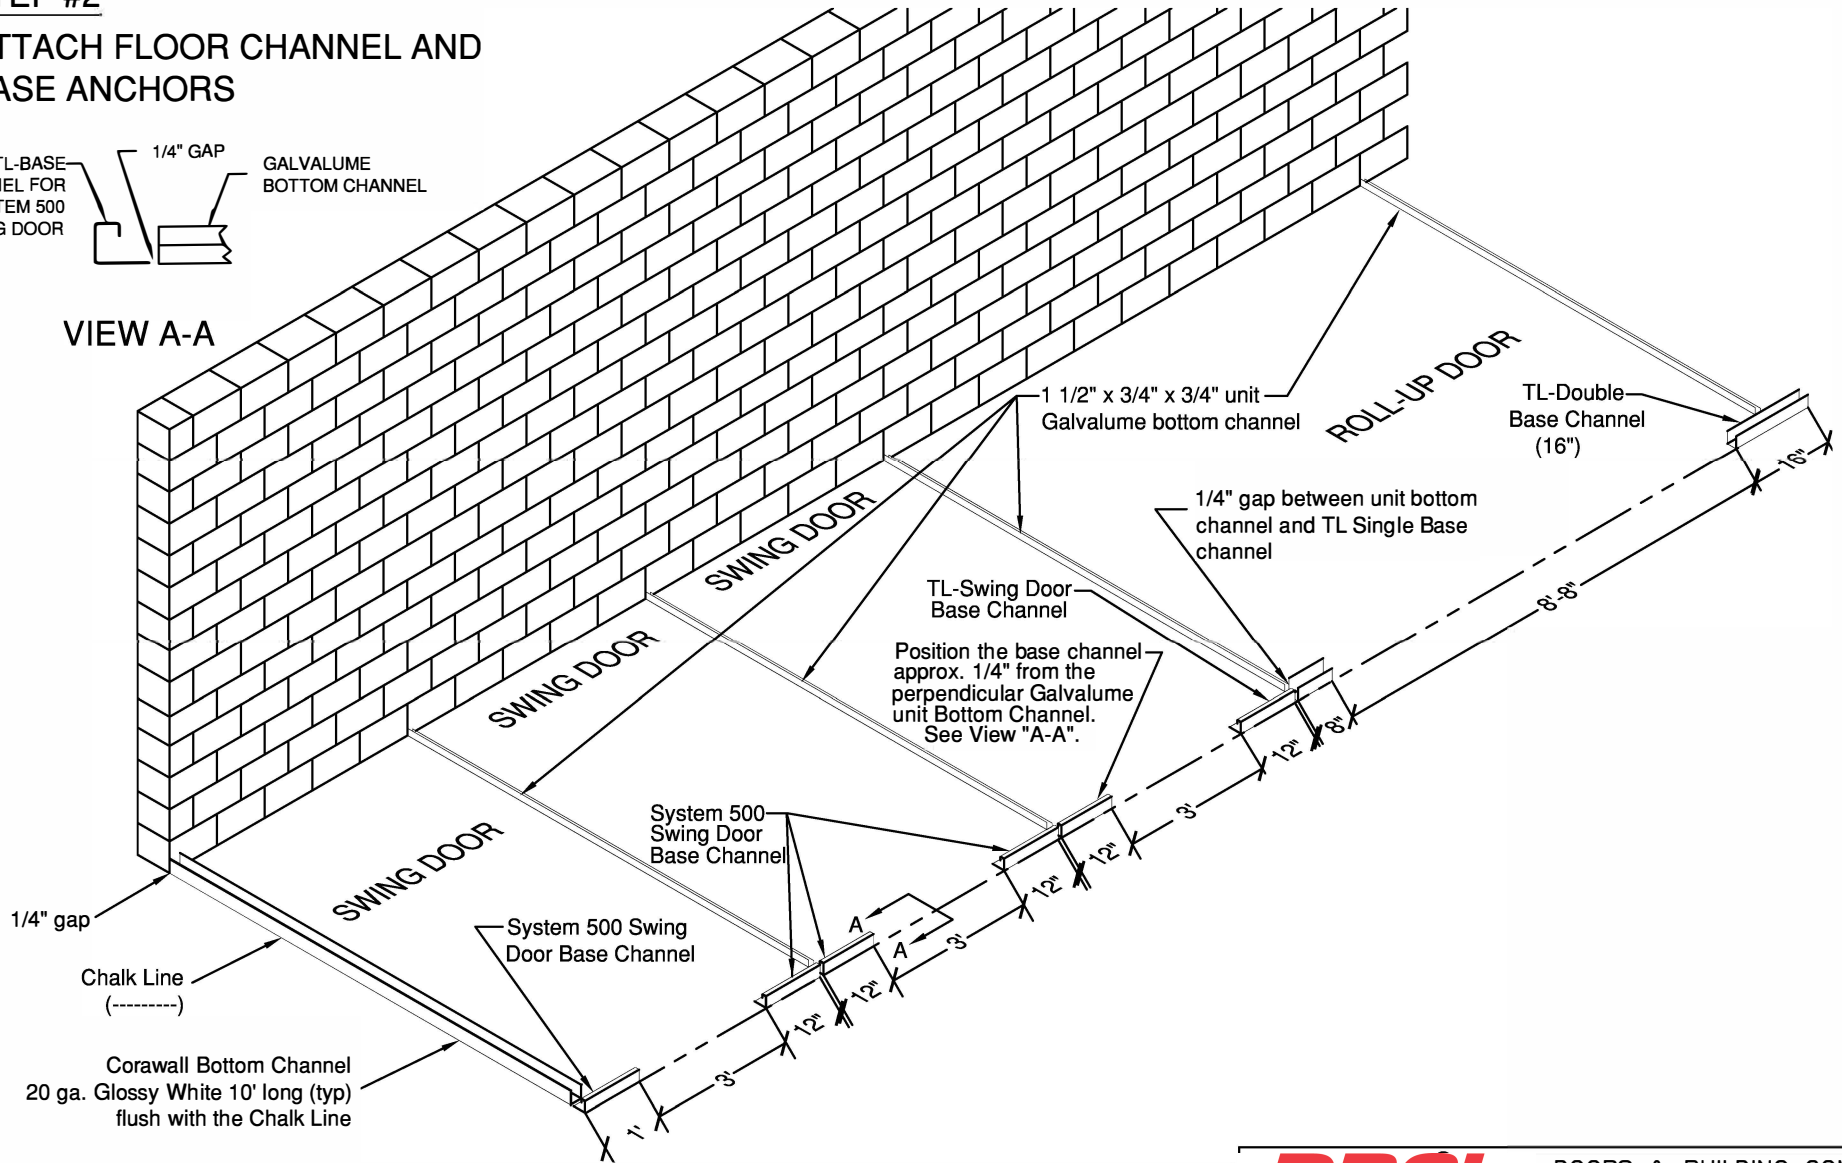 #2
TTACH FLOOR CHANNEL AND
ASE ANCHORS
TL-BASE
NEL FOR
TEM 500
G DOOR
1/4" GAP
GALVALUME
BOTTOM CHANNEL
VIEW A-A
1 1/2" x 3/4" x 3/4" unit
Galvalume bottom channel
ROLL-UP DOOR
TL-Double
Base Channel
(16")
16"
1/4" gap between unit bottom
channel and TL Single Base
channel
SWING DOOR
TL-Swing Door
Base Channel
8'-8"
Position the base channel
approx. 1/4" from the
perpendicular Galvalume
unit Bottom Channel.
See View "A-A".
SWING DOOR
8"
12"
3'
System 500
Swing Door
Base Channel
12"
12"
SWING DOOR
A
A
3'
1/4" gap
System 500 Swing
Door Base Channel
Chalk Line
(---------)
12"
12"
3'
Corawall Bottom Channel
20 ga. Glossy White 10' long (typ)
flush with the Chalk Line
1'